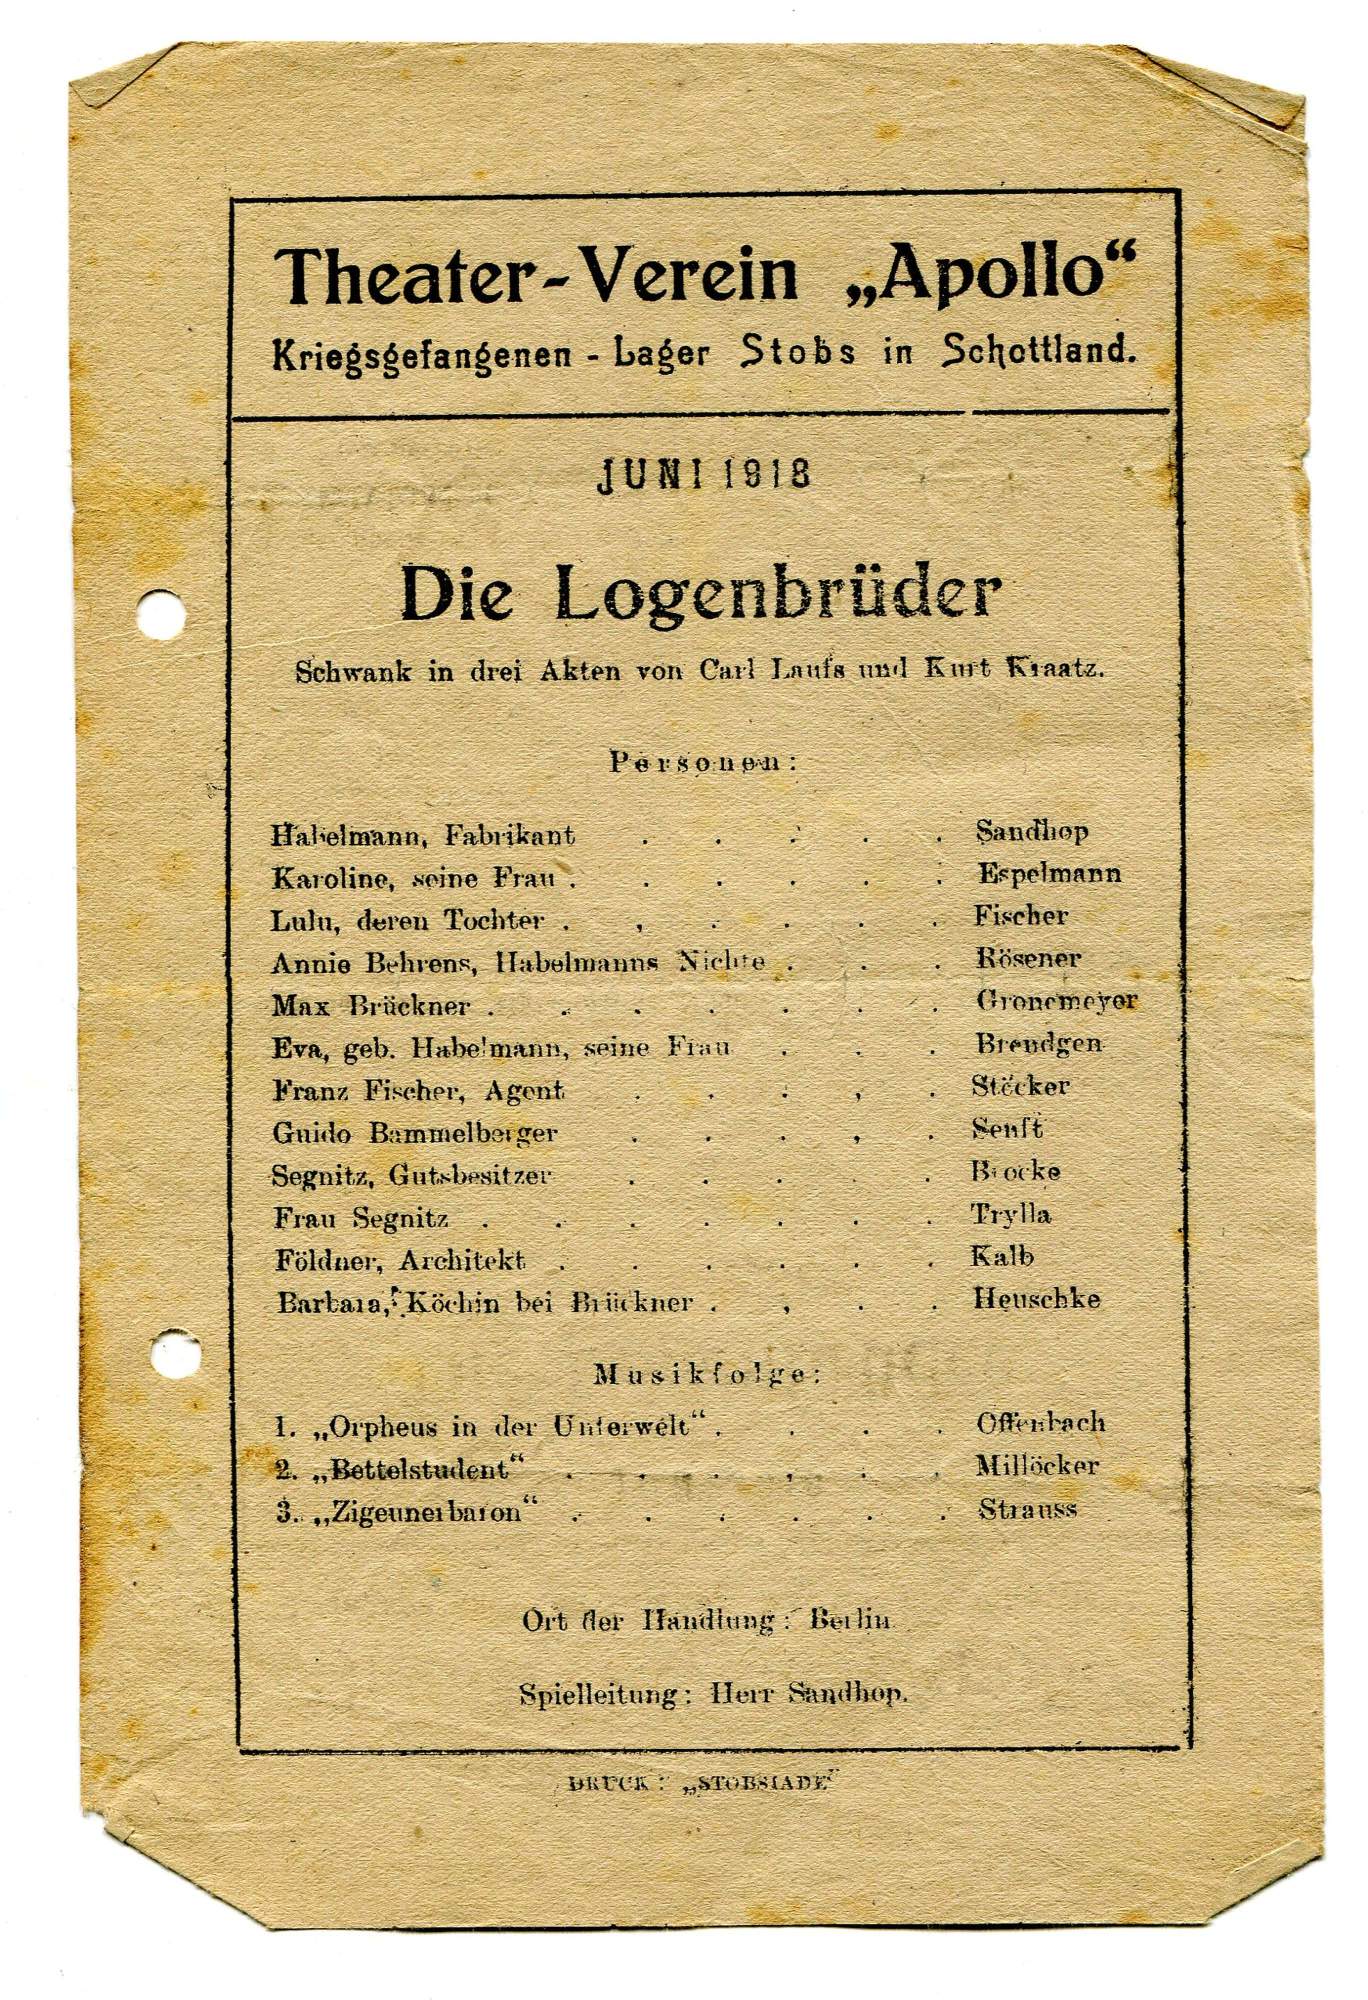 Theater-Verein „Apollo“
Kriegsgefangenen - Lager Stobs in Schottland.
JUNI 1918
Die Logenbrüder
Schwank in drei Akten von Carl Laufs und Kurt Kraatz.
Personen:
Habelmann, Fabrikant . . . . . Sandhop
Karoline, seine Frau . . . . . . Espelmann
Lulu, deren Tochter . , . . . . Fischer
Annie Behrens, Habelmanns Nichte . . . Rösener
Max Brückner . . . . . . . Gronemeyer
Eva, geb. Habelmann, seine Frau . . . Brendgen
Franz Fischer, Agent . . . , . Stöcker
Guido Bammelberger . . . , . Senft
Segnitz, Gutsbesitzer . . . . . Brocke
Frau Segnitz . . . . . . . Trylla
Földner, Architekt . . . . . . Kalb
Barbara, Köchin bei Brückner . , . . Heuschke
Musikfolge:
1. „Orpheus in der Unterwelt“ . . . . Offenbach
2. „Bettelstudent“ . . . , . . Millöcker
3. „Zigeunerbaron“ . . . . . . Strauss
Ort der Handlung: Berlin
Spielleitung: Herr Sandhop.
DRUCK: „STOBSIADE“